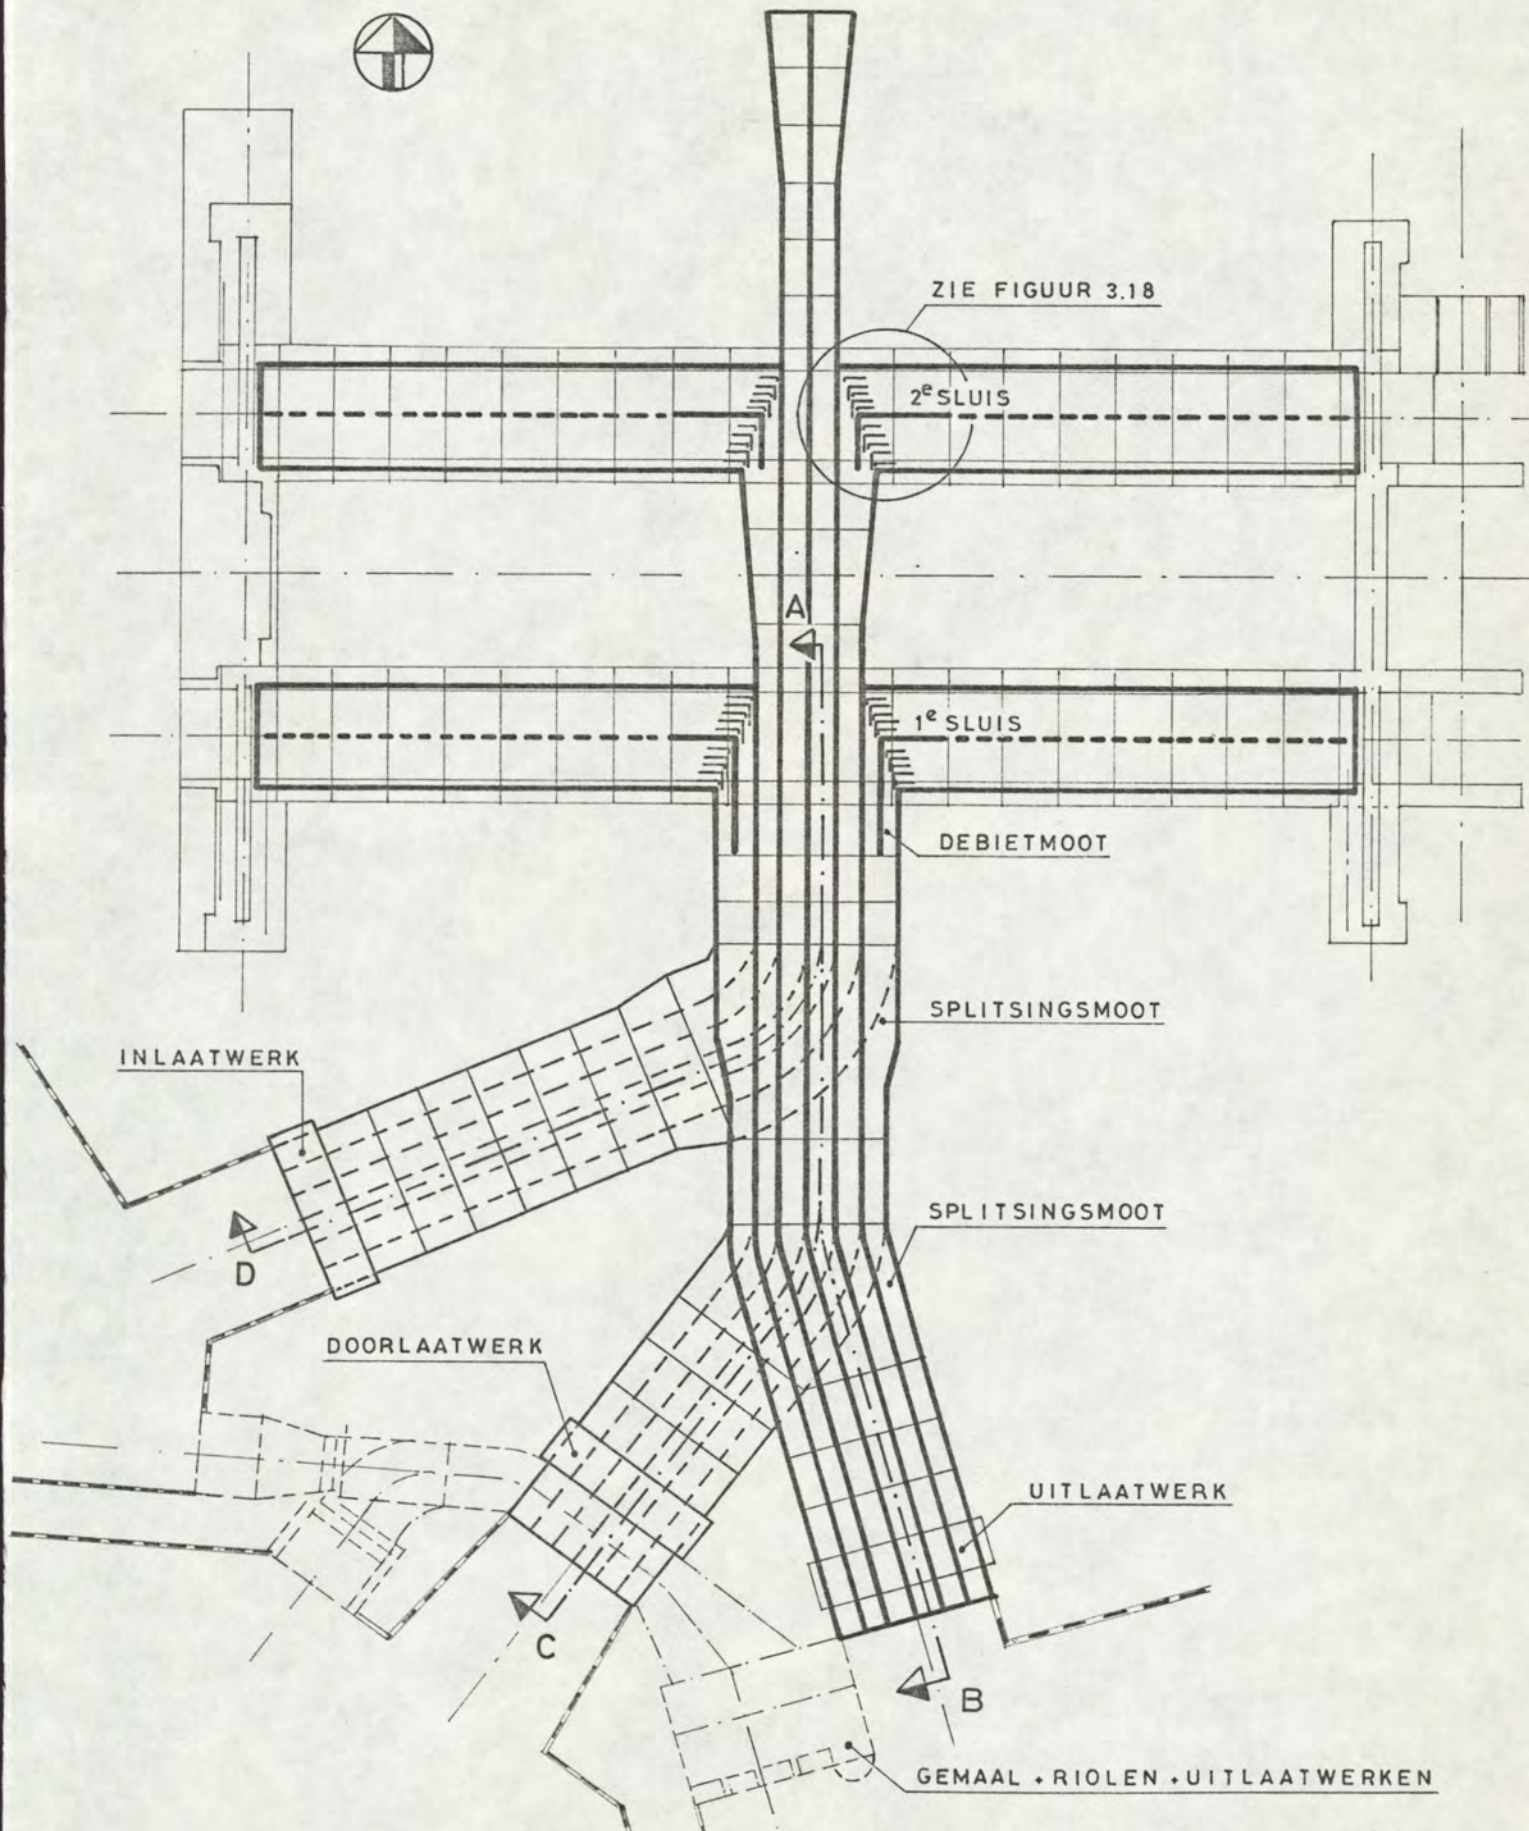 ZIE FIGUUR 3.18
2e SLUIS
A
1e SLUIS
DEBIETMOOT
SPLITSINGSMOOT
INLAATWERK
SPLITSINGSMOOT
D
DOORLAATWERK
UITLAATWERK
C
B
GEMAAL + RIOLEN + UITLAATWERKEN